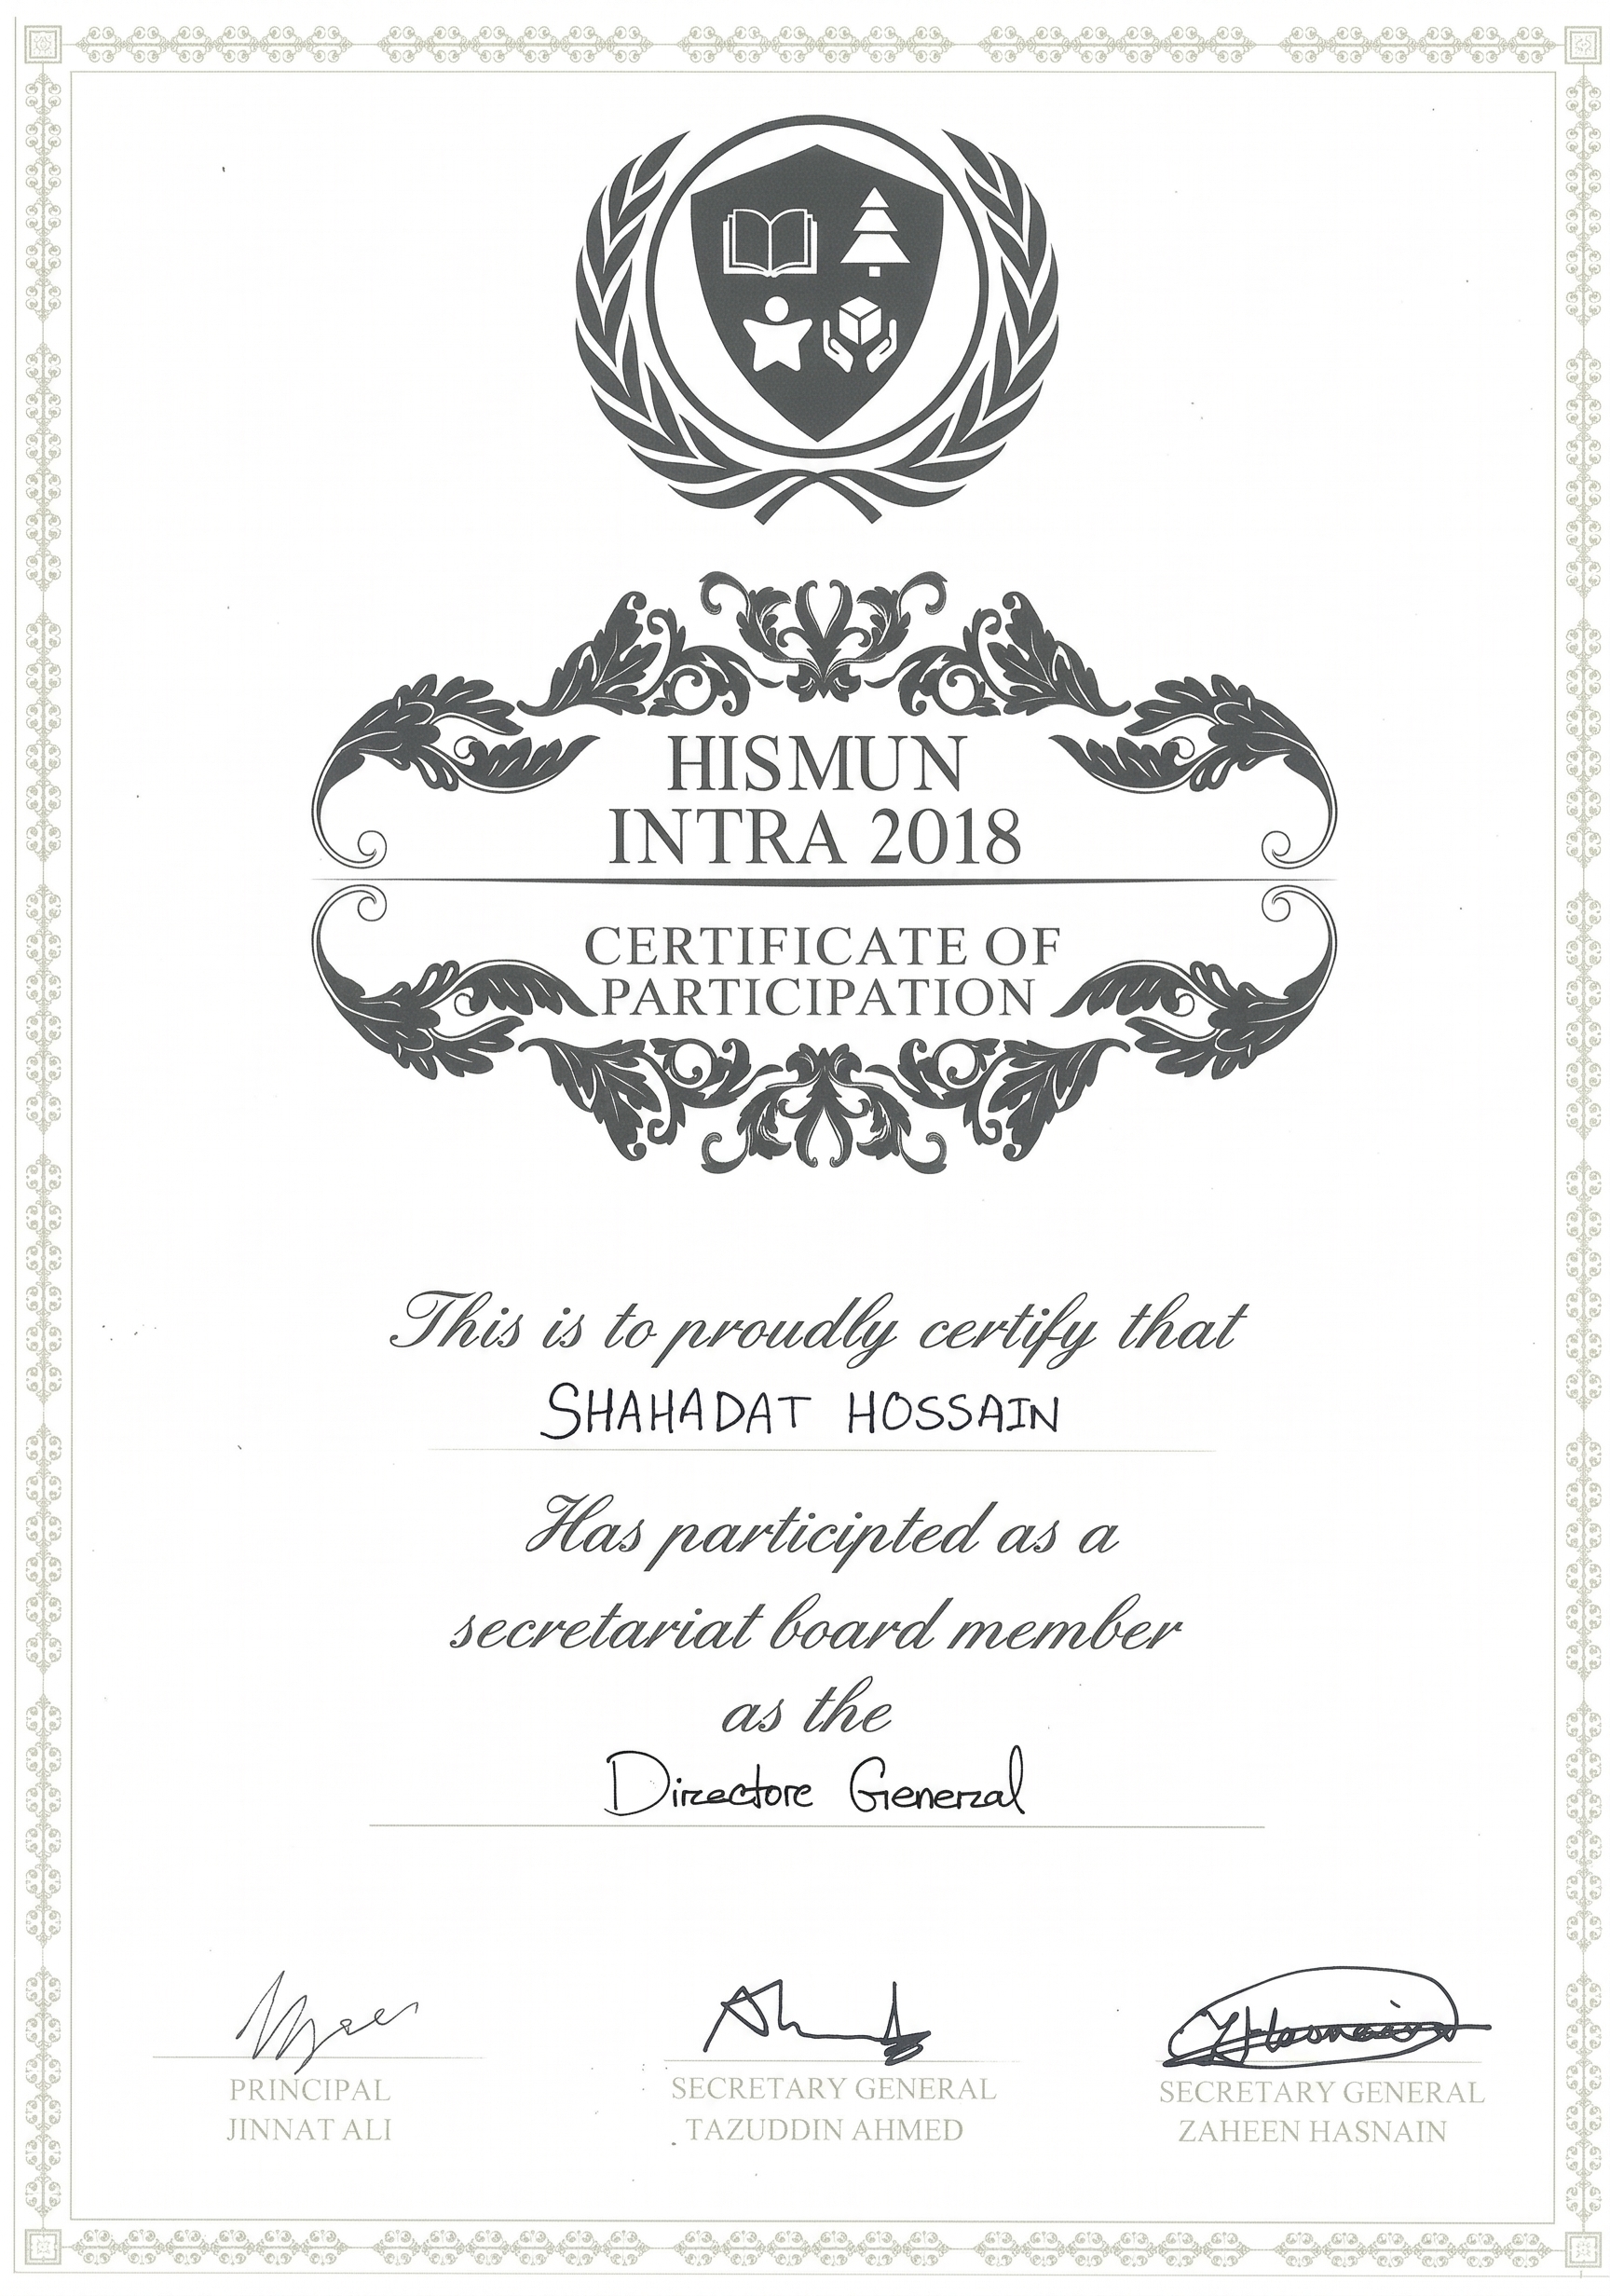 HISMUN
INTRA 2018
CERTIFICATE OF
PARTICIPATION
This is to proudly certify that
SHAHADAT HOSSAIN
Has participted as a
secretariat board member
as the
Directore General
PRINCIPAL
JINNAT ALI
SECRETARY GENERAL
TAZUDDIN AHMED
SECRETARY GENERAL
ZAHEEN HASNAIN